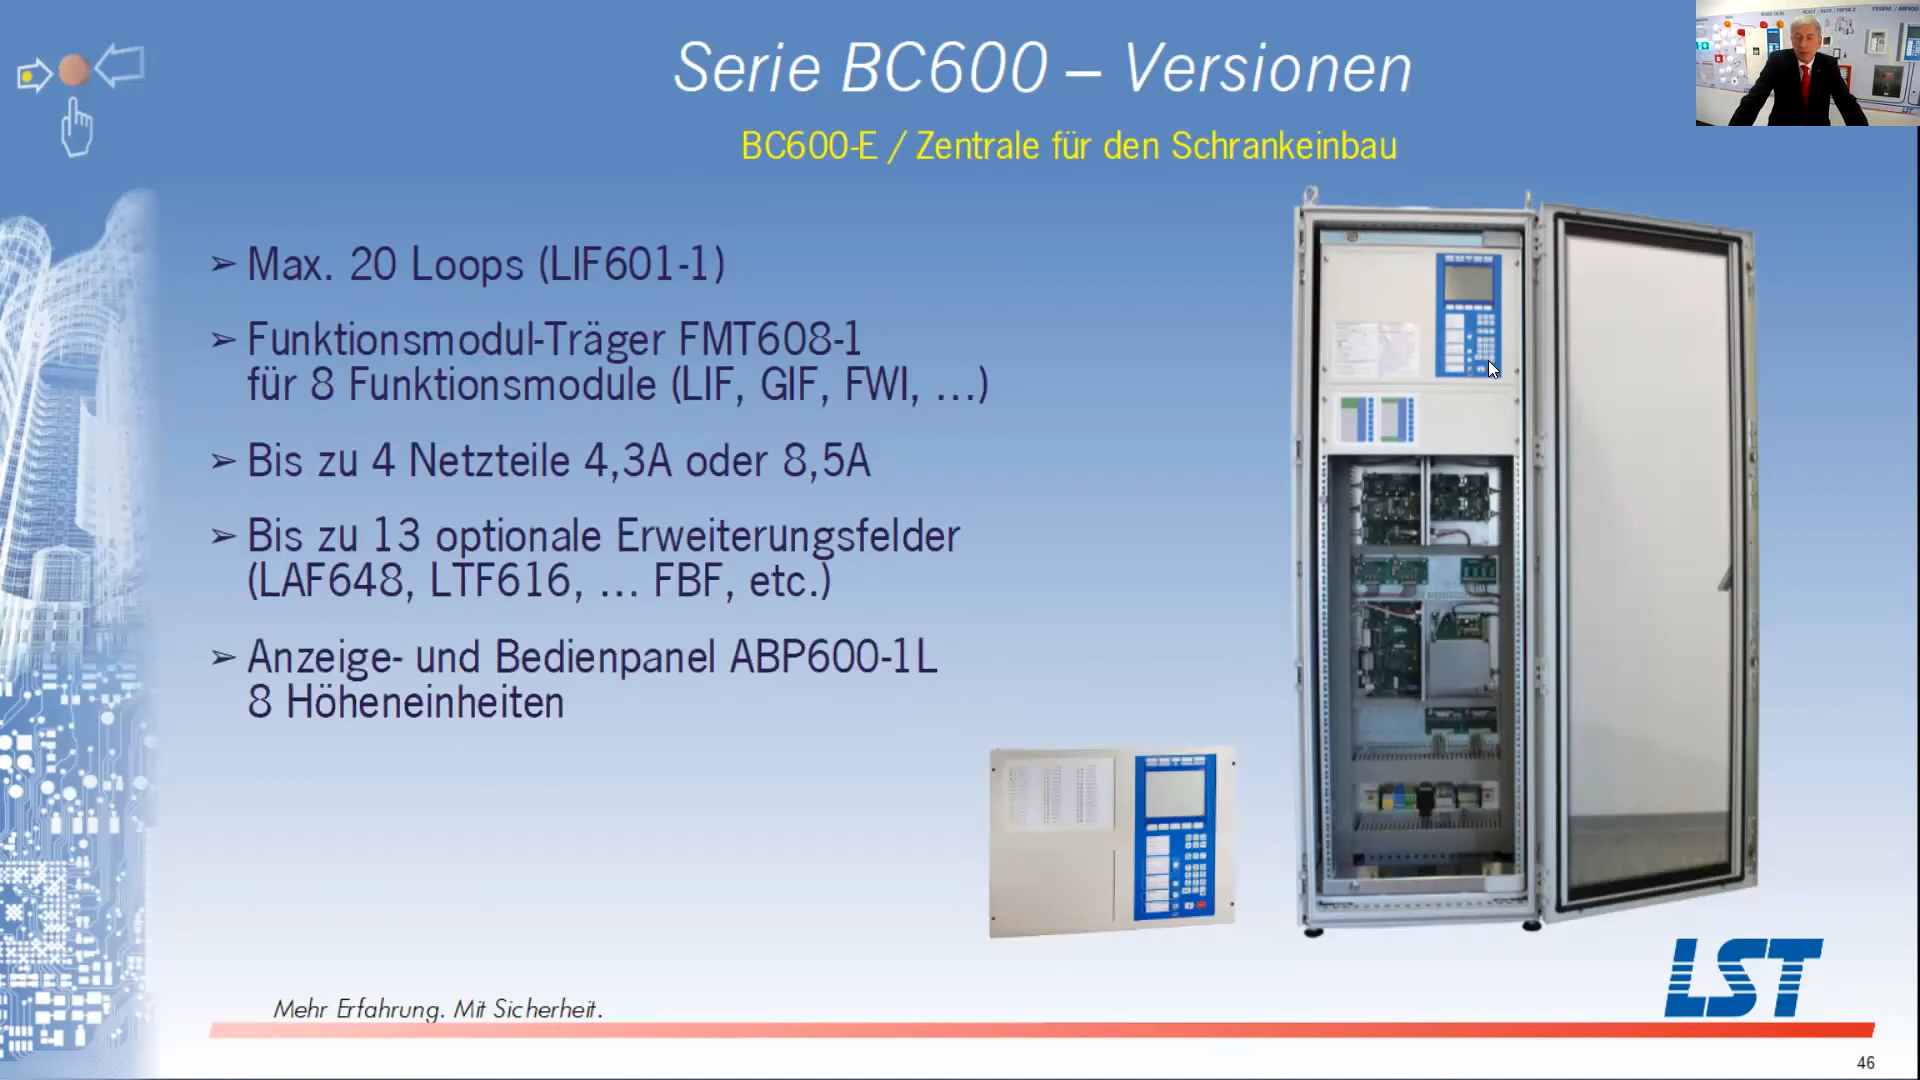 Serie BC600 – Versionen
BC600-E / Zentrale für den Schrankeinbau
➢ Max. 20 Loops (LIF601-1)
➢ Funktionsmodul-Träger FMT608-1
für 8 Funktionsmodule (LIF, GIF, FWI, ...)
➢ Bis zu 4 Netzteile 4,3A oder 8,5A
➢ Bis zu 13 optionale Erweiterungsfelder
(LAF648, LTF616, ... FBF, etc.)
➢ Anzeige- und Bedienpanel ABP600-1L
8 Höheneinheiten
LST
Mehr Erfahrung. Mit Sicherheit.
46